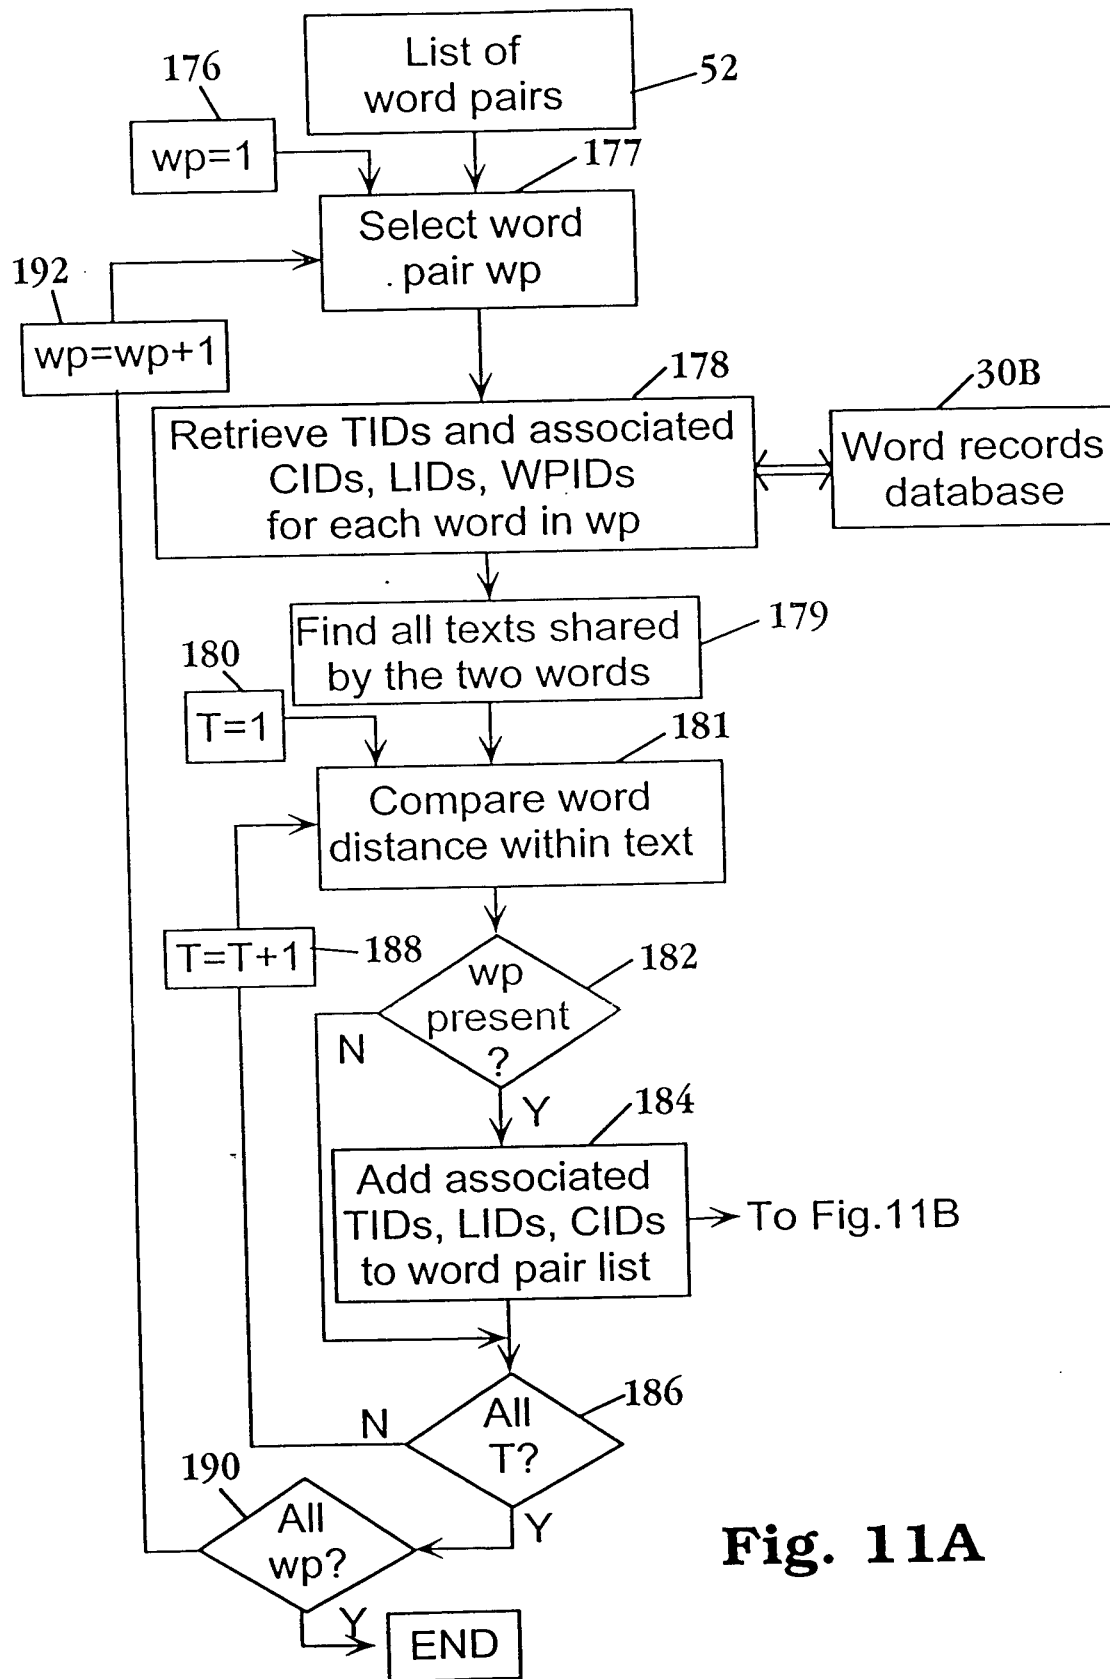 List of
word pairs
52
176
wp=1
177
Select word
pair wp
192
wp=wp+1
178
Retrieve TIDs and associated
CIDs, LIDs, WPIDs
for each word in wp
30B
Word records
database
Find all texts shared
by the two words
179
180
T=1
181
Compare word
distance within text
T=T+1
188
wp
present
?
182
N
Y
184
Add associated
TIDs, LIDs, CIDs
to word pair list
To Fig.11B
All
T?
186
N
Y
190
All
wp?
Y
END
Fig. 11A